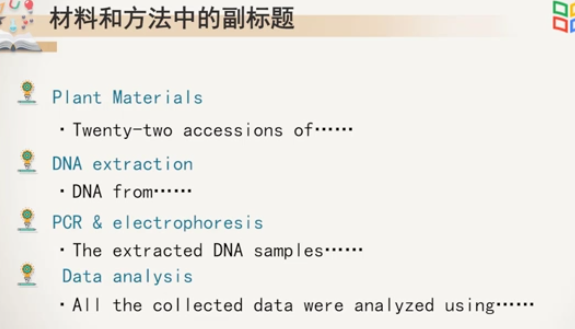 材料和方法中的副标题
Plant Materials
·Twenty-two accessions of……
DNA extraction
·DNA from……
PCR & electrophoresis
·The extracted DNA samples……
Data analysis
·All the collected data were analyzed using……